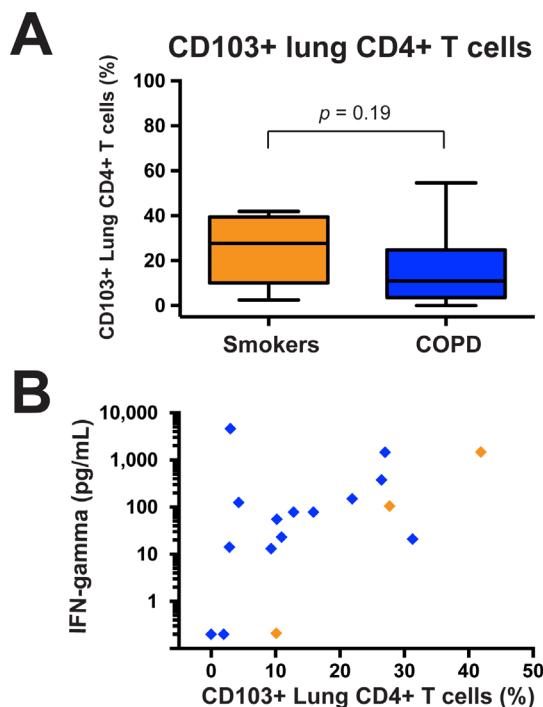 A
CD103+ lung CD4+ T cells
CD103+ Lung CD4+ T cells (%)
100
80
60
40
20
0
p = 0.19
Smokers
COPD
B
IFN-gamma (pg/mL)
10,000
1,000
100
10
1
0
10
20
30
40
50
CD103+ Lung CD4+ T cells (%)